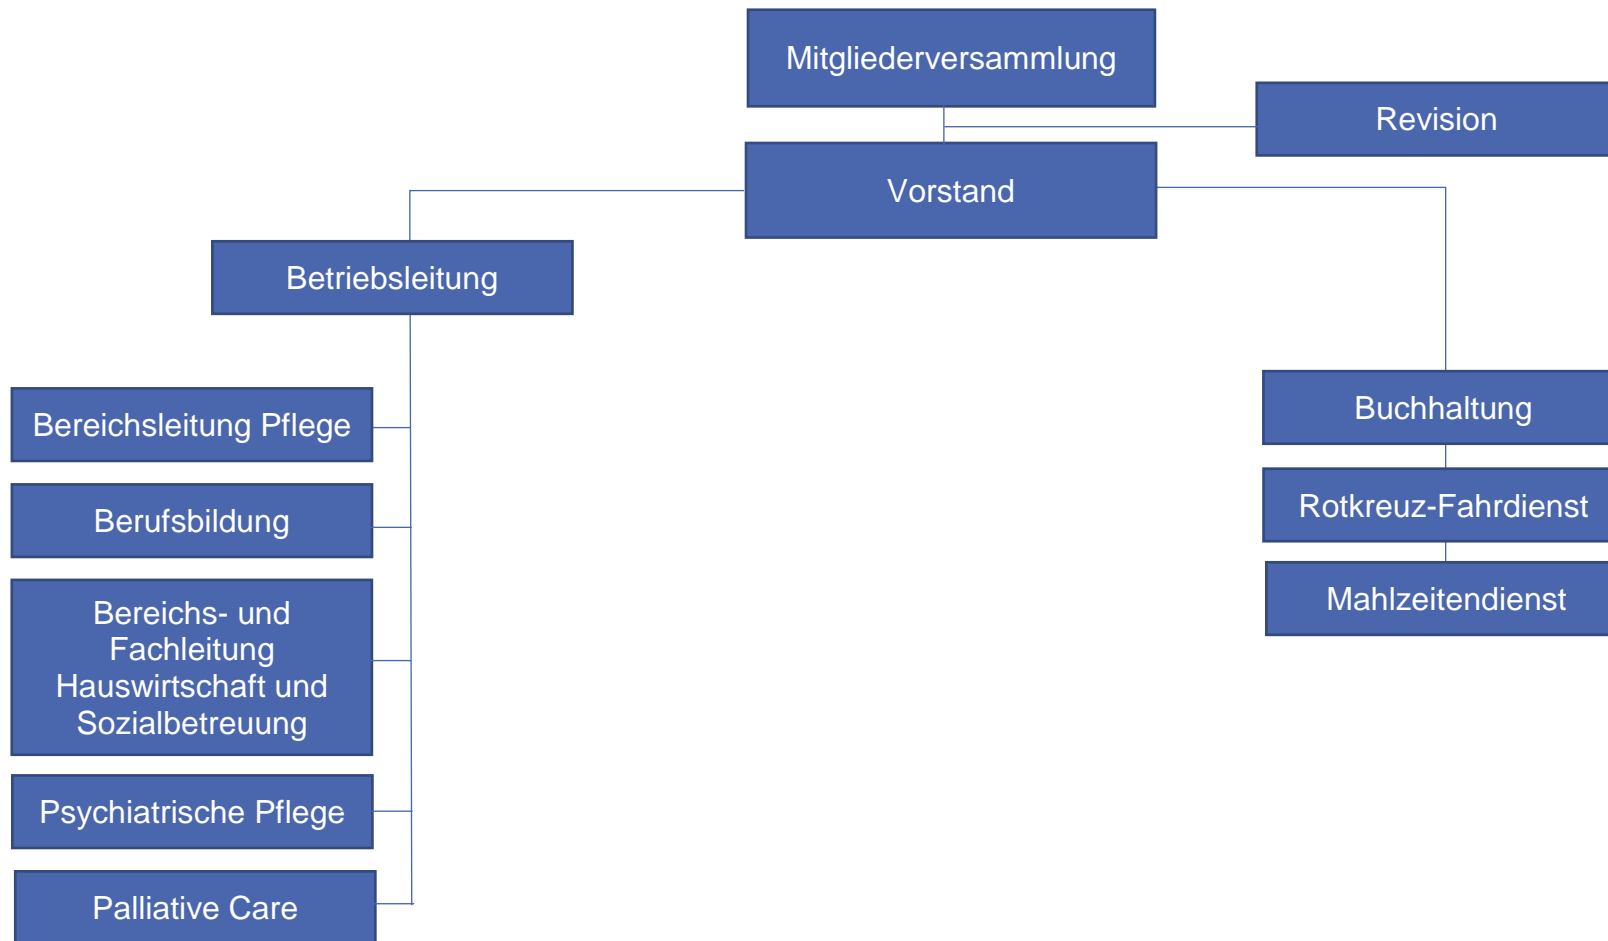 Mitgliederversammlung
Revision
Vorstand
Betriebsleitung
Bereichsleitung Pflege
Berufsbildung
Bereichs- und
Fachleitung
Hauswirtschaft und
Sozialbetreuung
Psychiatrische Pflege
Palliative Care
Buchhaltung
Rotkreuz-Fahrdienst
Mahlzeitendienst